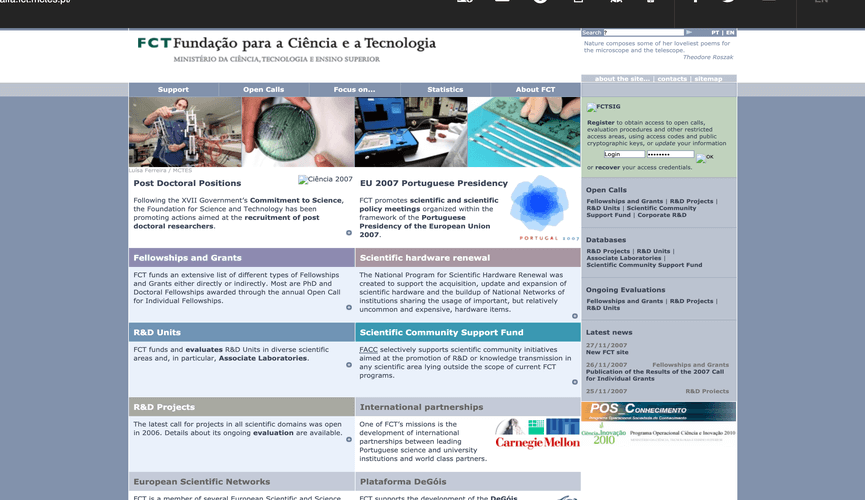 EN
Search
PT | EN
FCT Fundação para a Ciência e a Tecnologia
MINISTÉRIO DA CIÊNCIA, TECNOLOGIA E ENSINO SUPERIOR
Nature composes some of her loveliest poems for
the microscope and the telescope.
Theodore Roszak
about the site... | contacts | sitemap
Support
Open Calls
Focus on...
Statistics
About FCT
Luísa Ferreira / MCTES
Post Doctoral Positions
Ciência 2007
Following the XVII Government's Commitment to Science,
the Foundation for Science and Technology has been
promoting actions aimed at the recruitment of post
doctoral researchers.
EU 2007 Portuguese Presidency
FCT promotes scientific and scientific
policy meetings organized within the
framework of the Portuguese
Presidency of the European Union
2007.
PORTUGAL 2007
Fellowships and Grants
FCT funds an extensive list of different types of Fellowships
and Grants either directly or indirectly. Most are PhD and
Doctoral Fellowships awarded through the annual Open Call
for Individual Fellowships.
Scientific hardware renewal
The National Program for Scientific Hardware Renewal was
created to support the acquisition, update and expansion of
scientific hardware and the buildup of National Networks of
institutions sharing the usage of important, but relatively
uncommon and expensive, hardware items.
R&D Units
FCT funds and evaluates R&D Units in diverse scientific
areas and, in particular, Associate Laboratories.
Scientific Community Support Fund
FACC selectively supports scientific community initiatives
aimed at the promotion of R&D or knowledge transmission in
any scientific area lying outside the scope of current FCT
programs.
R&D Projects
The latest call for projects in all scientific domains was open
in 2006. Details about its ongoing evaluation are available.
International partnerships
One of FCT's missions is the
development of international
partnerships between leading
Portuguese science and university
institutions and world class partners.
Carnegie Mellon
European Scientific Networks
FCT is a member of several European Scientific and Science
Plataforma DeGóis
FCT supports the development of the DeGóis
FCTSIG
Register to obtain access to open calls,
evaluation procedures and other restricted
access areas, using access codes and public
cryptographic keys, or update your information
Login
••••••••
OK
or recover your access credentials.
Open Calls
Fellowships and Grants | R&D Projects |
R&D Units | Scientific Community
Support Fund | Corporate R&D
Databases
R&D Projects | R&D Units |
Associate Laboratories |
Scientific Community Support Fund
Ongoing Evaluations
Fellowships and Grants | R&D Projects |
R&D Units
Latest news
27/11/2007
New FCT site
26/11/2007 Fellowships and Grants
Publication of the Results of the 2007 Call
for Individual Grants
25/11/2007 R&D Projects
POS_Conhecimento
Programa Operacional Sociedade do Conhecimento
Ciência.Inovação
2010
Programa Operacional Ciência e Inovação 2010